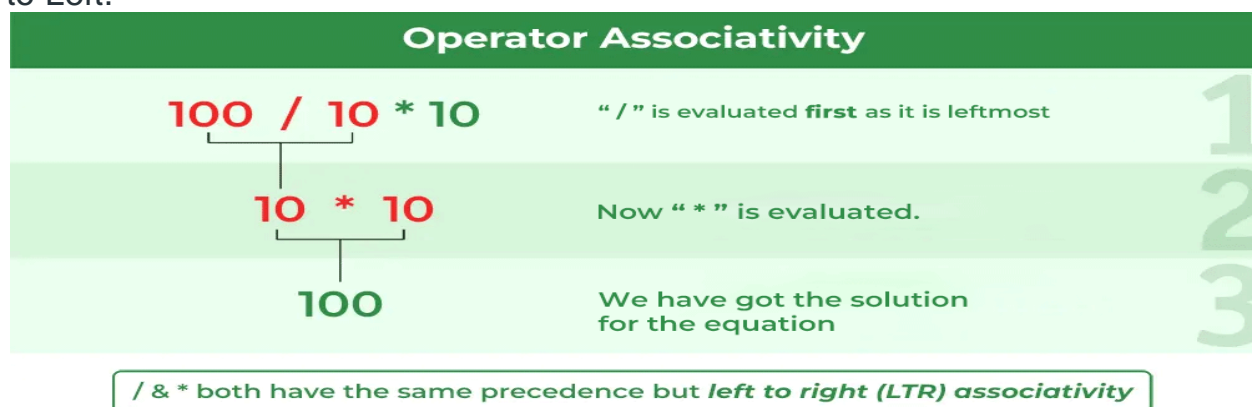 to Left.
Operator Associativity
100 / 10 * 10
“ / ” is evaluated first as it is leftmost
1
10 * 10
Now “ * ” is evaluated.
2
100
We have got the solution
for the equation
3
/ & * both have the same precedence but left to right (LTR) associativity